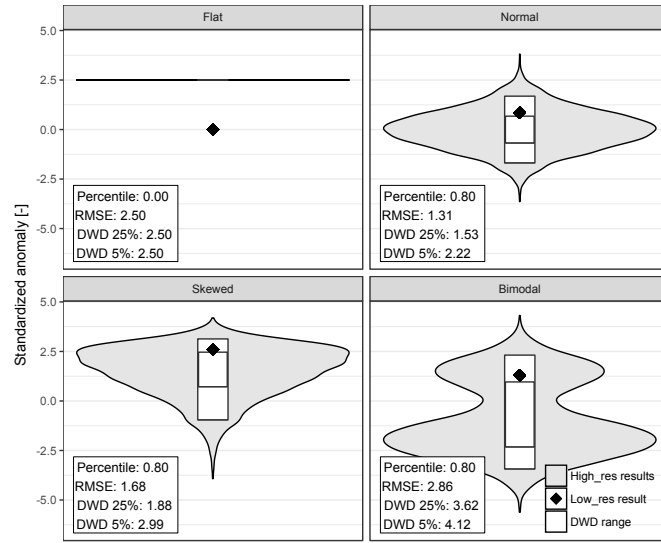 Flat
Normal
Standardized anomaly [-]
5.0
2.5
0.0
-2.5
-5.0
Percentile: 0.00
RMSE: 2.50
DWD 25%: 2.50
DWD 5%: 2.50
Percentile: 0.80
RMSE: 1.31
DWD 25%: 1.53
DWD 5%: 2.22
Skewed
Bimodal
5.0
2.5
0.0
-2.5
-5.0
Percentile: 0.80
RMSE: 1.68
DWD 25%: 1.88
DWD 5%: 2.99
Percentile: 0.80
RMSE: 2.86
DWD 25%: 3.62
DWD 5%: 4.12
High_res results
Low_res result
DWD range